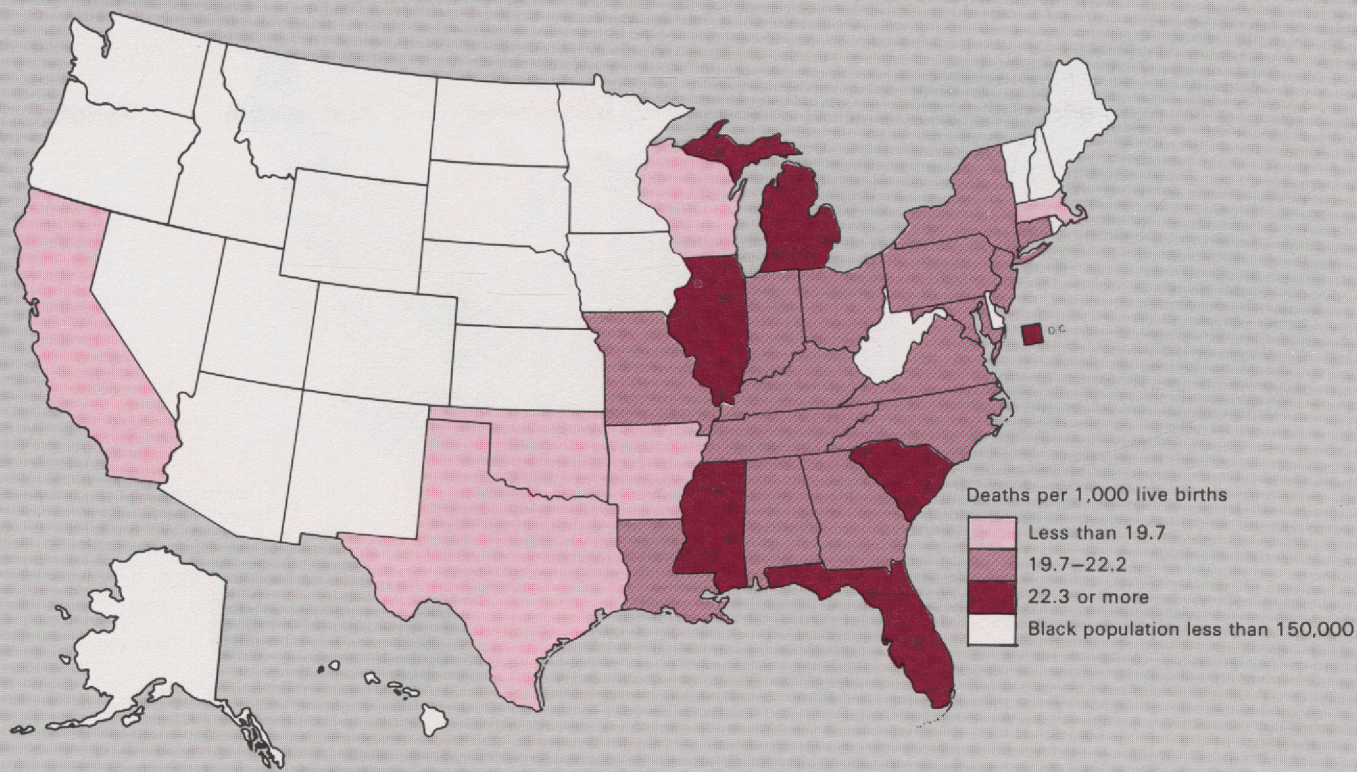 D.C.
Deaths per 1,000 live births
Less than 19.7
19.7–22.2
22.3 or more
Black population less than 150,000